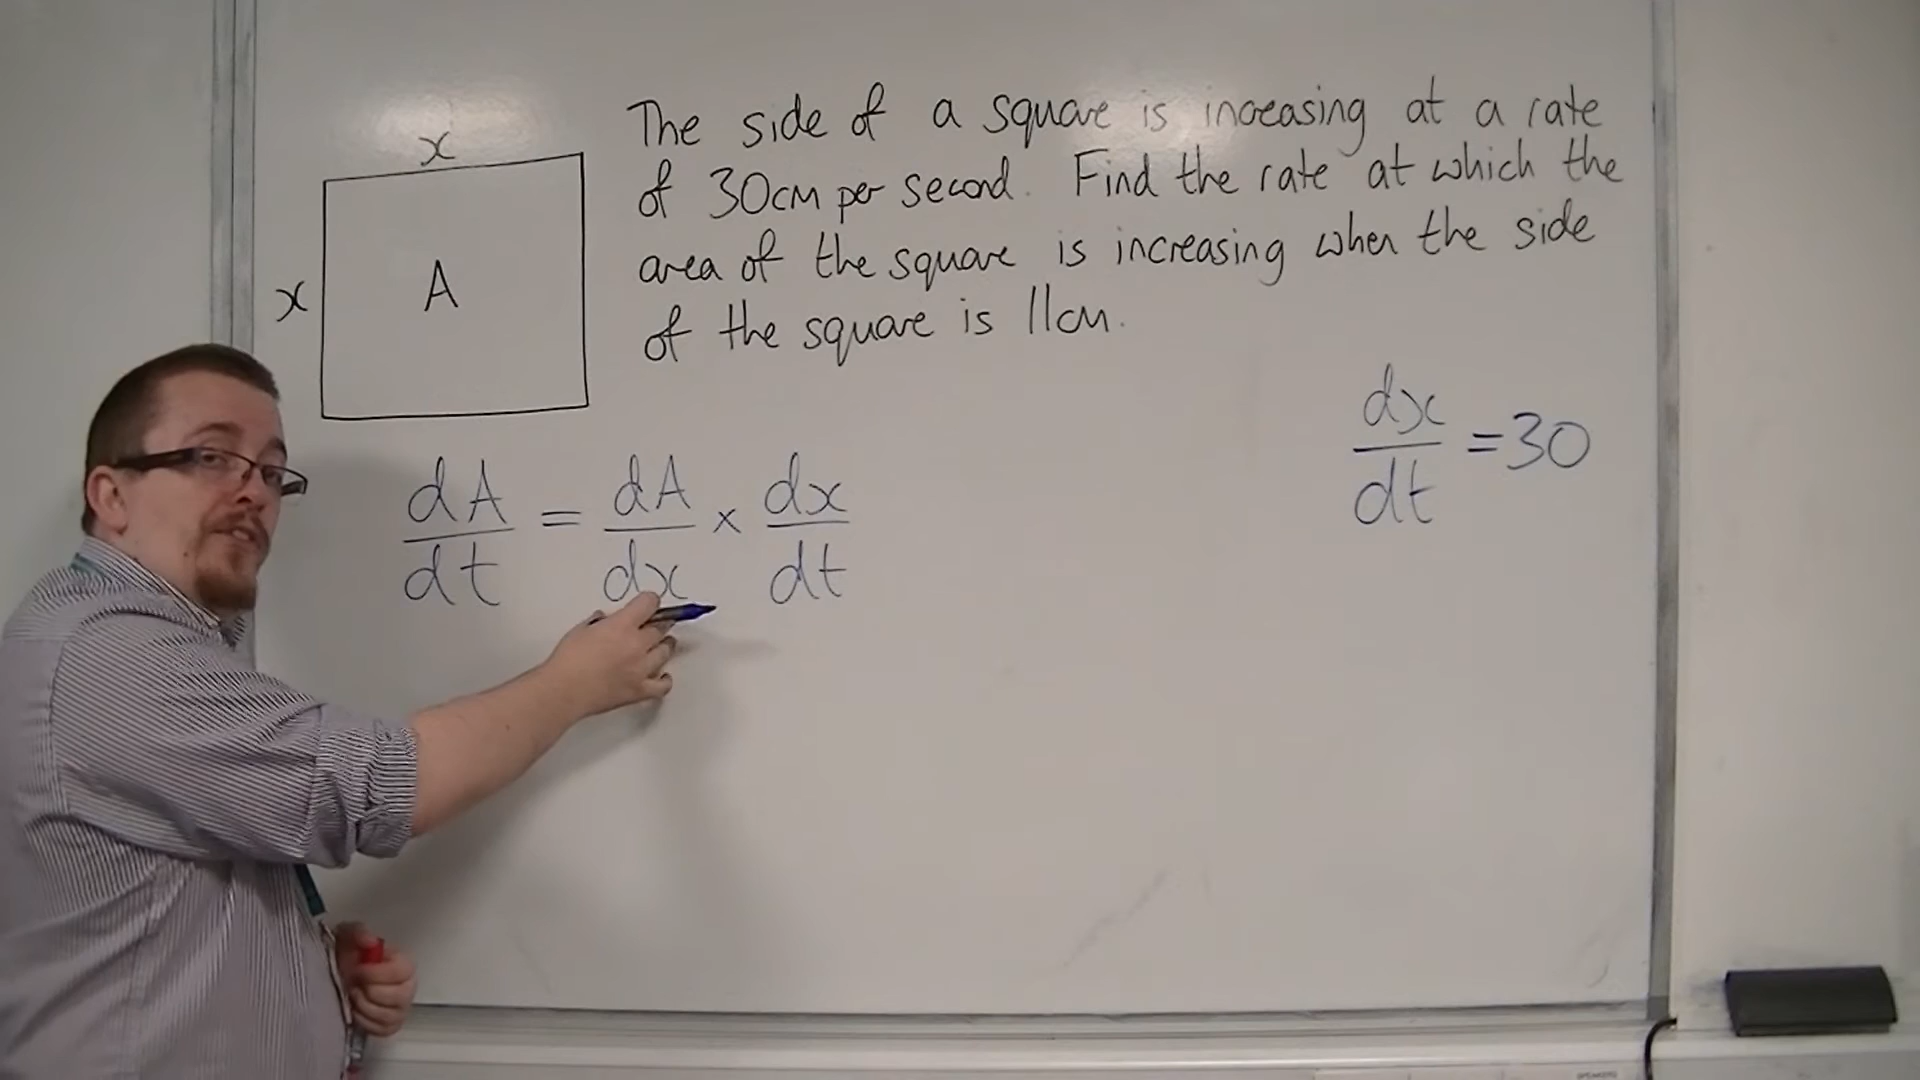 The side of a square is increasing at a rate
of 30cm per second. Find the rate at which the
area of the square is increasing when the side
of the square is 11cm.
x
x
A
dx/dt = 30
dA/dt = dA/dx × dx/dt